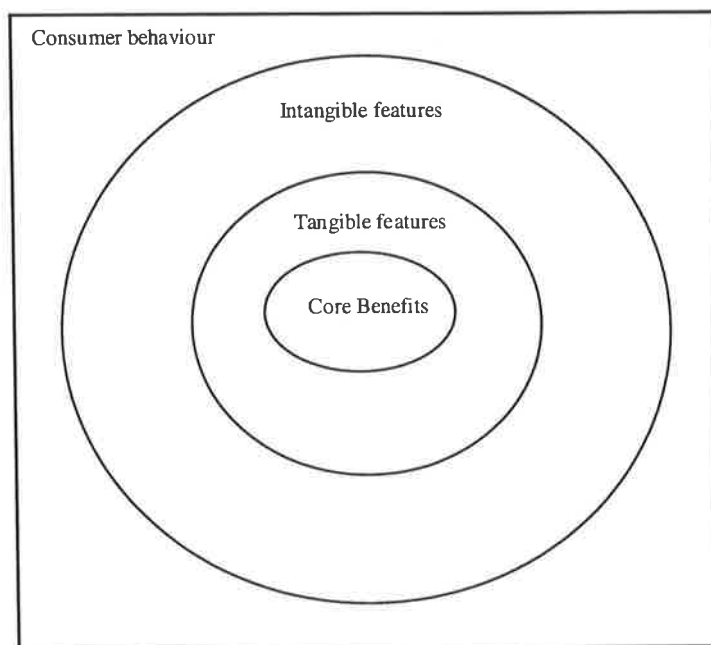 Consumer behaviour
Intangible features
Tangible features
Core Benefits